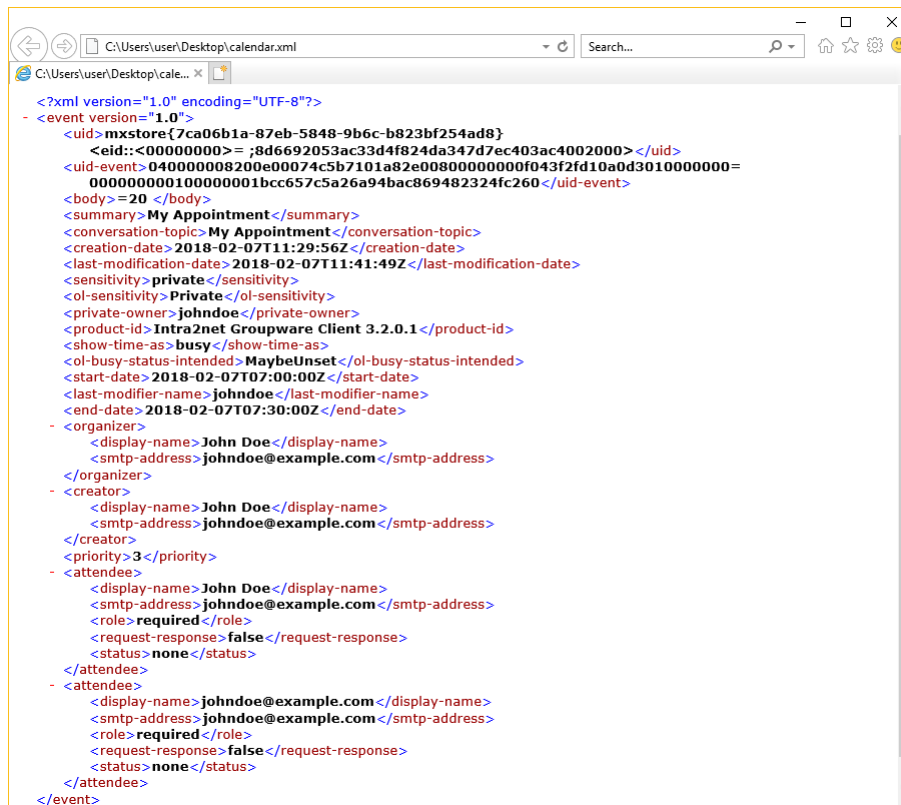 C:\Users\user\Desktop\calendar.xml
Search...
C:\Users\user\Desktop\cale...
<?xml version="1.0" encoding="UTF-8"?>
- <event version="1.0">
<uid>mxstore{7ca06b1a-87eb-5848-9b6c-b823bf254ad8}
<eid::<00000000>= ;8d6692053ac33d4f824da347d7ec403ac4002000></uid>
<uid-event>040000008200e00074c5b7101a82e00800000000f043f2fd10a0d3010000000=
000000000100000001bcc657c5a26a94bac869482324fc260</uid-event>
<body>=20 </body>
<summary>My Appointment</summary>
<conversation-topic>My Appointment</conversation-topic>
<creation-date>2018-02-07T11:29:56Z</creation-date>
<last-modification-date>2018-02-07T11:41:49Z</last-modification-date>
<sensitivity>private</sensitivity>
<ol-sensitivity>Private</ol-sensitivity>
<private-owner>johndoe</private-owner>
<product-id>Intra2net Groupware Client 3.2.0.1</product-id>
<show-time-as>busy</show-time-as>
<ol-busy-status-intended>MaybeUnset</ol-busy-status-intended>
<start-date>2018-02-07T07:00:00Z</start-date>
<last-modifier-name>johndoe</last-modifier-name>
<end-date>2018-02-07T07:30:00Z</end-date>
- <organizer>
<display-name>John Doe</display-name>
<smtp-address>johndoe@example.com</smtp-address>
</organizer>
- <creator>
<display-name>John Doe</display-name>
<smtp-address>johndoe@example.com</smtp-address>
</creator>
<priority>3</priority>
- <attendee>
<display-name>John Doe</display-name>
<smtp-address>johndoe@example.com</smtp-address>
<role>required</role>
<request-response>false</request-response>
<status>none</status>
</attendee>
- <attendee>
<display-name>johndoe@example.com</display-name>
<smtp-address>johndoe@example.com</smtp-address>
<role>required</role>
<request-response>false</request-response>
<status>none</status>
</attendee>
</event>